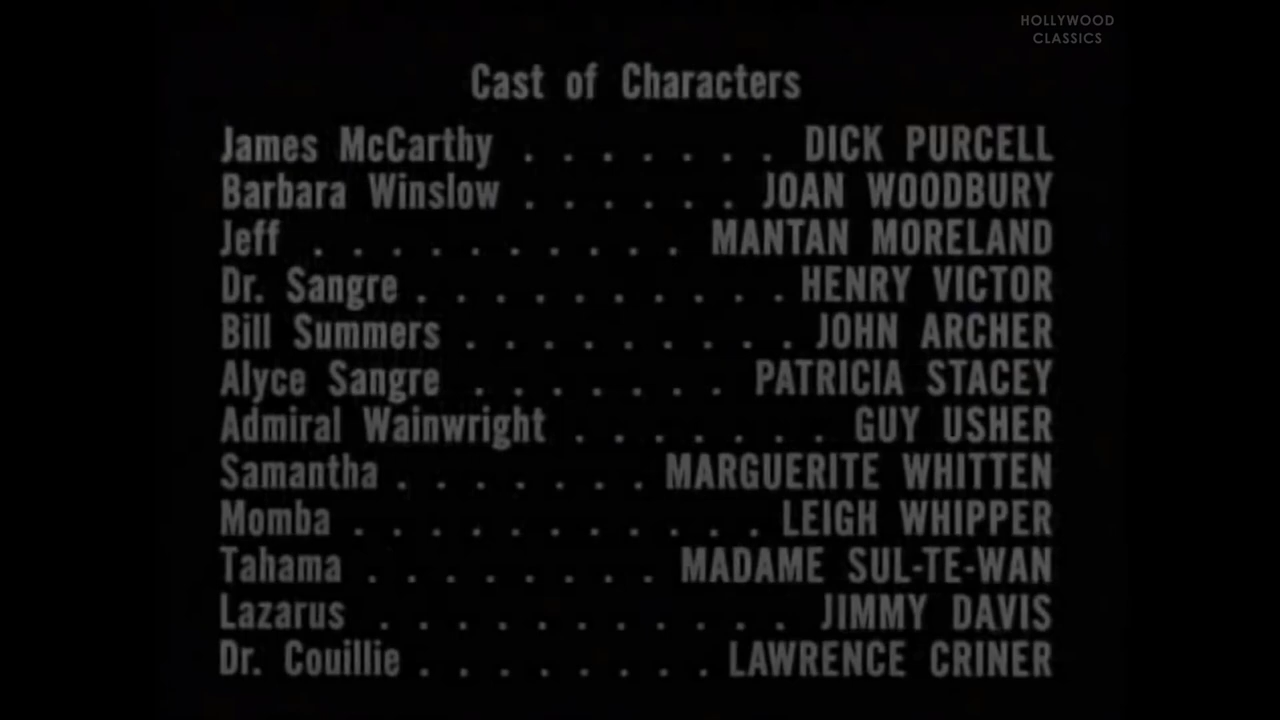 HOLLYWOOD
CLASSICS
Cast of Characters
James McCarthy . . . . . . . DICK PURCELL
Barbara Winslow . . . . . . JOAN WOODBURY
Jeff . . . . . . . . . . MANTAN MORELAND
Dr. Sangre . . . . . . . . . . HENRY VICTOR
Bill Summers . . . . . . . . . JOHN ARCHER
Alyce Sangre . . . . . . . PATRICIA STACEY
Admiral Wainwright . . . . . . . GUY USHER
Samantha . . . . . . . MARGUERITE WHITTEN
Momba . . . . . . . . . . . LEIGH WHIPPER
Tahama . . . . . . . . MADAME SUL-TE-WAN
Lazarus . . . . . . . . . . . JIMMY DAVIS
Dr. Couillie . . . . . . . . LAWRENCE CRINER